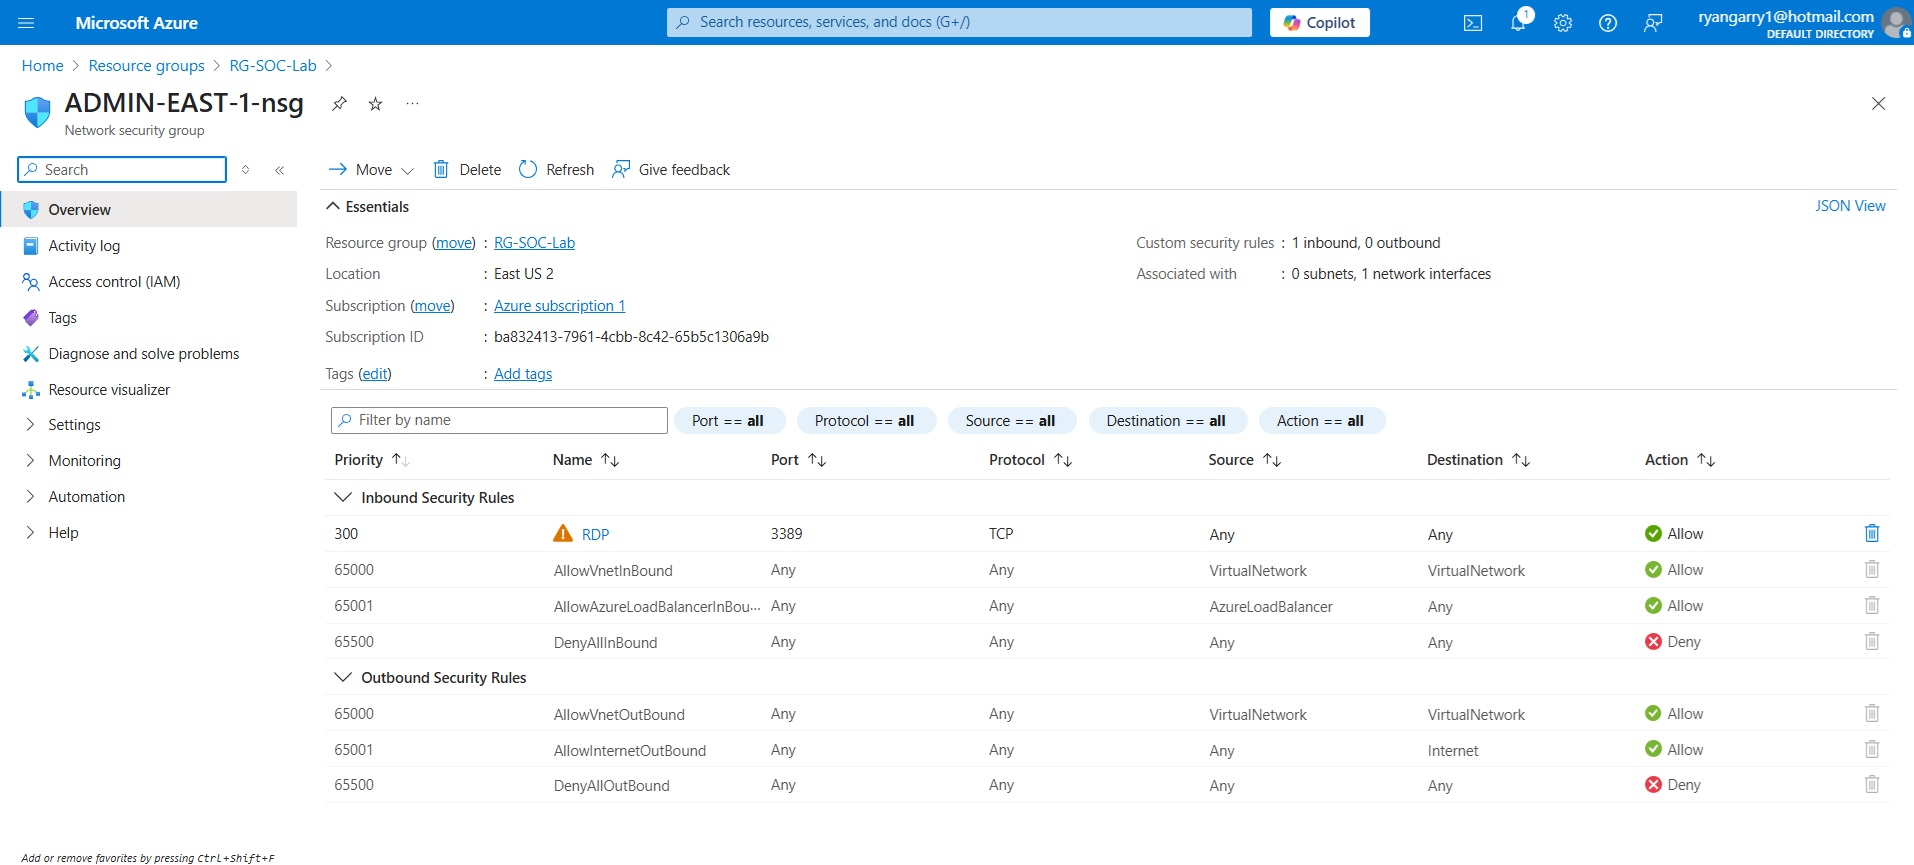 Microsoft Azure
Search resources, services, and docs (G+/)
Copilot
1
ryangarry1@hotmail.com
DEFAULT DIRECTORY
Home > Resource groups > RG-SOC-Lab >
ADMIN-EAST-1-nsg
Network security group
Search
Overview
Activity log
Access control (IAM)
Tags
Diagnose and solve problems
Resource visualizer
Settings
Monitoring
Automation
Help
Add or remove favorites by pressing Ctrl+Shift+F
Move Delete Refresh Give feedback
Essentials JSON View
Resource group (move) : RG-SOC-Lab
Location : East US 2
Subscription (move) : Azure subscription 1
Subscription ID : ba832413-7961-4cbb-8c42-65b5c1306a9b
Custom security rules : 1 inbound, 0 outbound
Associated with : 0 subnets, 1 network interfaces
Tags (edit) : Add tags
Filter by name Port == all Protocol == all Source == all Destination == all Action == all
Priority Name Port Protocol Source Destination Action
Inbound Security Rules
300 RDP 3389 TCP Any Any Allow
65000 AllowVnetInBound Any Any VirtualNetwork VirtualNetwork Allow
65001 AllowAzureLoadBalancerInBou··· Any Any AzureLoadBalancer Any Allow
65500 DenyAllInBound Any Any Any Any Deny
Outbound Security Rules
65000 AllowVnetOutBound Any Any VirtualNetwork VirtualNetwork Allow
65001 AllowInternetOutBound Any Any Any Internet Allow
65500 DenyAllOutBound Any Any Any Any Deny